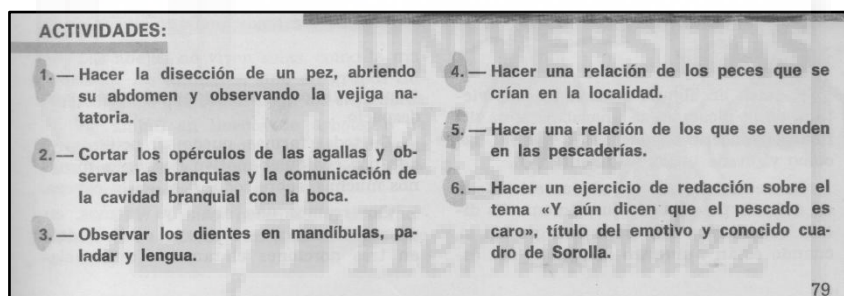 ACTIVIDADES:
1. — Hacer la disección de un pez, abriendo
su abdomen y observando la vejiga na-
tatoria.
2. — Cortar los opérculos de las agallas y ob-
servar las branquias y la comunicación de
la cavidad branquial con la boca.
3. — Observar los dientes en mandíbulas, pa-
ladar y lengua.
4. — Hacer una relación de los peces que se
crían en la localidad.
5. — Hacer una relación de los que se venden
en las pescaderías.
6. — Hacer un ejercicio de redacción sobre el
tema «Y aún dicen que el pescado es
caro», título del emotivo y conocido cua-
dro de Sorolla.
79
UNIVERSITAS
Miguel
Hernández